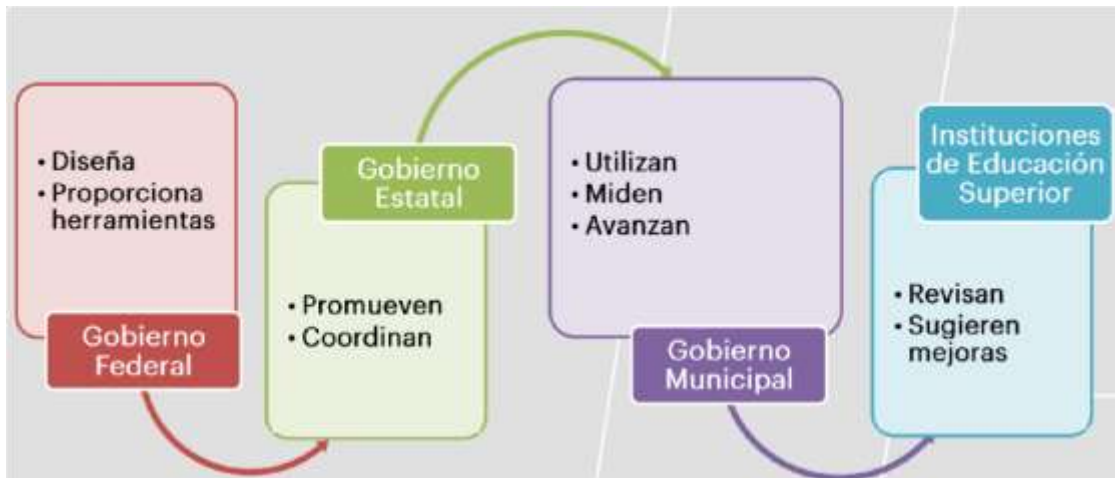 • Diseña
• Proporciona
herramientas
Gobierno
Federal
Gobierno
Estatal
• Promueven
• Coordinan
• Utilizan
• Miden
• Avanzan
Gobierno
Municipal
Instituciones
de Educación
Superior
• Revisan
• Sugieren
mejoras